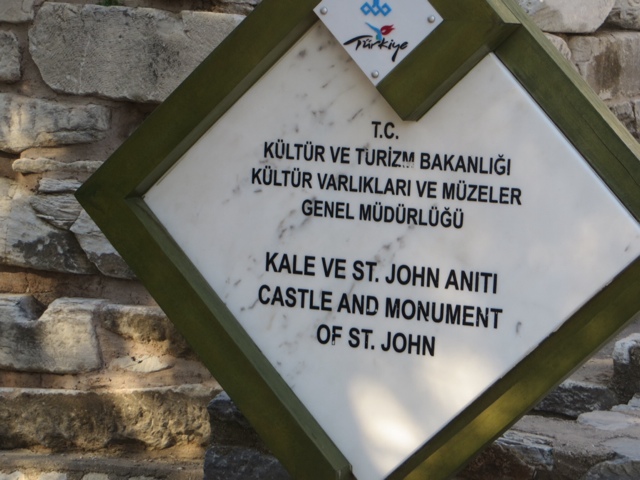 Türkiye
T.C.
KÜLTÜR VE TURİZM BAKANLIĞI
KÜLTÜR VARLIKLARI VE MÜZELER
GENEL MÜDÜRLÜĞÜ
KALE VE ST. JOHN ANITI
CASTLE AND MONUMENT
OF ST. JOHN